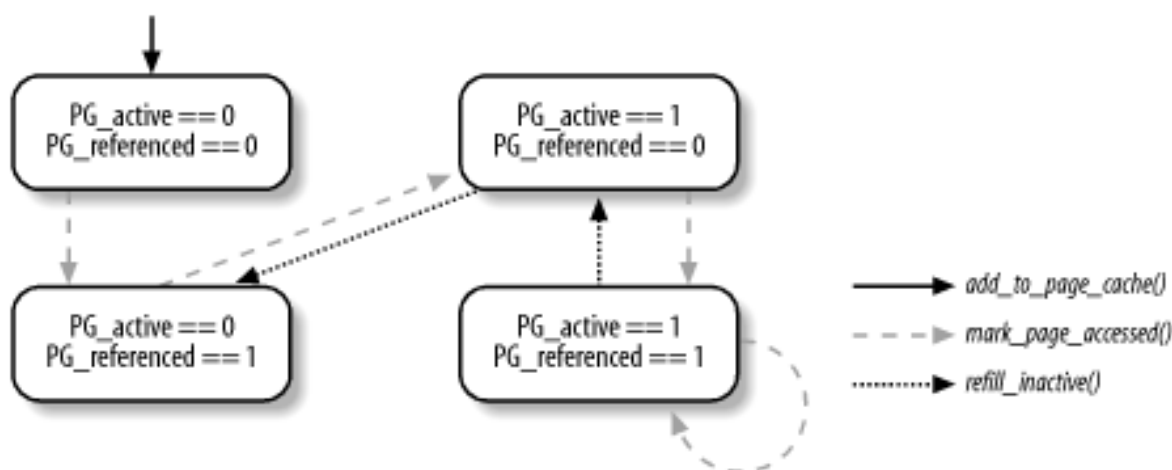 PG_active == 0
PG_referenced == 0
PG_active == 1
PG_referenced == 0
PG_active == 0
PG_referenced == 1
PG_active == 1
PG_referenced == 1
add_to_page_cache()
mark_page_accessed()
refill_inactive()